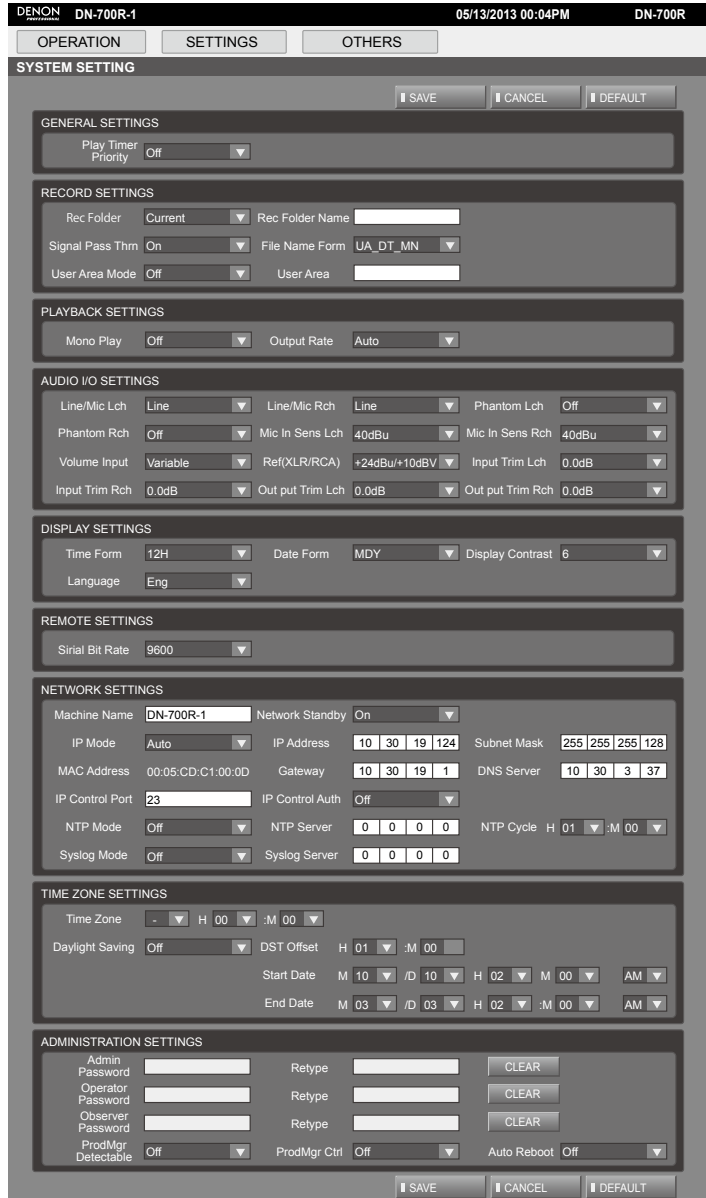 DENON PROFESSIONAL DN-700R-1 05/13/2013 00:04PM DN-700R
OPERATION SETTINGS OTHERS
SYSTEM SETTING
SAVE CANCEL DEFAULT
GENERAL SETTINGS
Play Timer Priority Off
RECORD SETTINGS
Rec Folder Current Rec Folder Name
Signal Pass Thrn On File Name Form UA_DT_MN
User Area Mode Off User Area
PLAYBACK SETTINGS
Mono Play Off Output Rate Auto
AUDIO I/O SETTINGS
Line/Mic Lch Line Line/Mic Rch Line Phantom Lch Off
Phantom Rch Off Mic In Sens Lch 40dBu Mic In Sens Rch 40dBu
Volume Input Variable Ref(XLR/RCA) +24dBu/+10dBV Input Trim Lch 0.0dB
Input Trim Rch 0.0dB Out put Trim Lch 0.0dB Out put Trim Rch 0.0dB
DISPLAY SETTINGS
Time Form 12H Date Form MDY Display Contrast 6
Language Eng
REMOTE SETTINGS
Sirial Bit Rate 9600
NETWORK SETTINGS
Machine Name DN-700R-1 Network Standby On
IP Mode Auto IP Address 10 30 19 124 Subnet Mask 255 255 255 128
MAC Address 00:05:CD:C1:00:0D Gateway 10 30 19 1 DNS Server 10 30 3 37
IP Control Port 23 IP Control Auth Off
NTP Mode Off NTP Server 0 0 0 0 NTP Cycle H 01 :M 00
Syslog Mode Off Syslog Server 0 0 0 0
TIME ZONE SETTINGS
Time Zone - H 00 :M 00
Daylight Saving Off DST Offset H 01 :M 00
Start Date M 10 /D 10 H 02 M 00 AM
End Date M 03 /D 03 H 02 :M 00 AM
ADMINISTRATION SETTINGS
Admin Password Retype CLEAR
Operator Password Retype CLEAR
Observer Password Retype CLEAR
ProdMgr Detectable Off ProdMgr Ctrl Off Auto Reboot Off
SAVE CANCEL DEFAULT